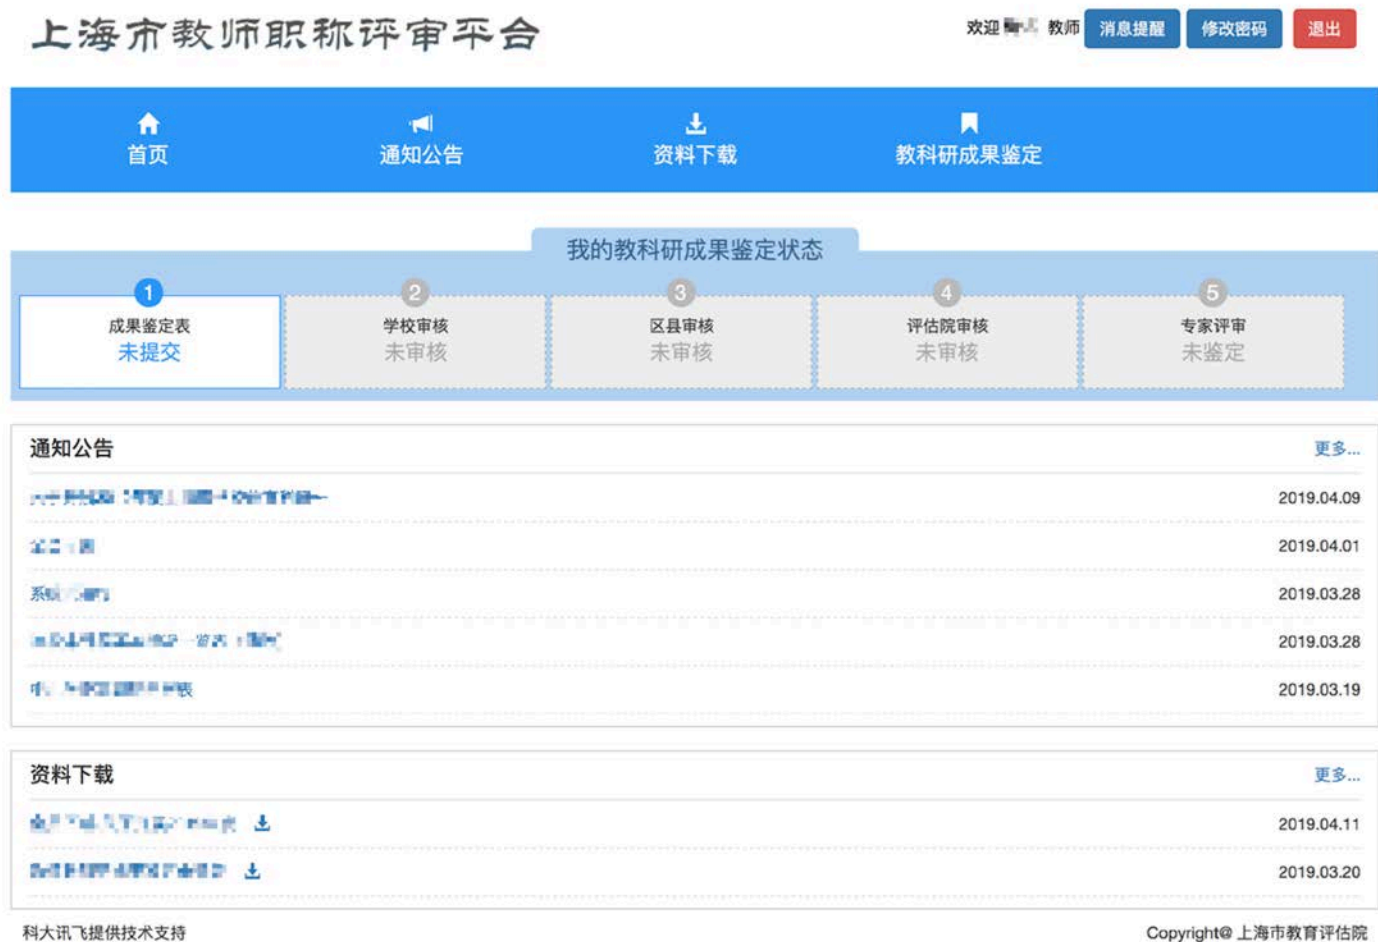 上海市教师职称评审平台
欢迎 教师 消息提醒 修改密码 退出
首页 通知公告 资料下载 教科研成果鉴定
我的教科研成果鉴定状态
1 2 3 4 5
成果鉴定表 学校审核 区县审核 评估院审核 专家评审
未提交 未审核 未审核 未审核 未鉴定
通知公告 更多...
2019.04.09
2019.04.01
系统 2019.03.28
一览表 2019.03.28
表 2019.03.19
资料下载 更多...
2019.04.11
2019.03.20
科大讯飞提供技术支持 Copyright@ 上海市教育评估院